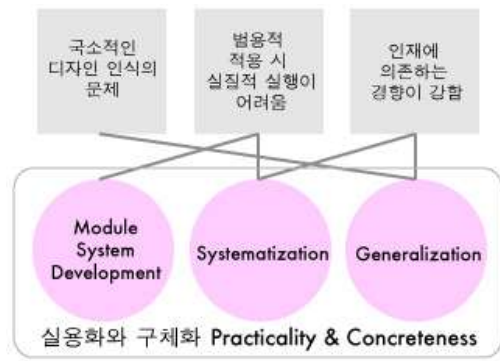 국소적인
디자인 인식의
문제
범용적
적용 시
실질적 실행이
어려움
인재에
의존하는
경향이 강함
Module
System
Development
Systematization
Generalization
실용화와 구체화 Practicality & Concreteness